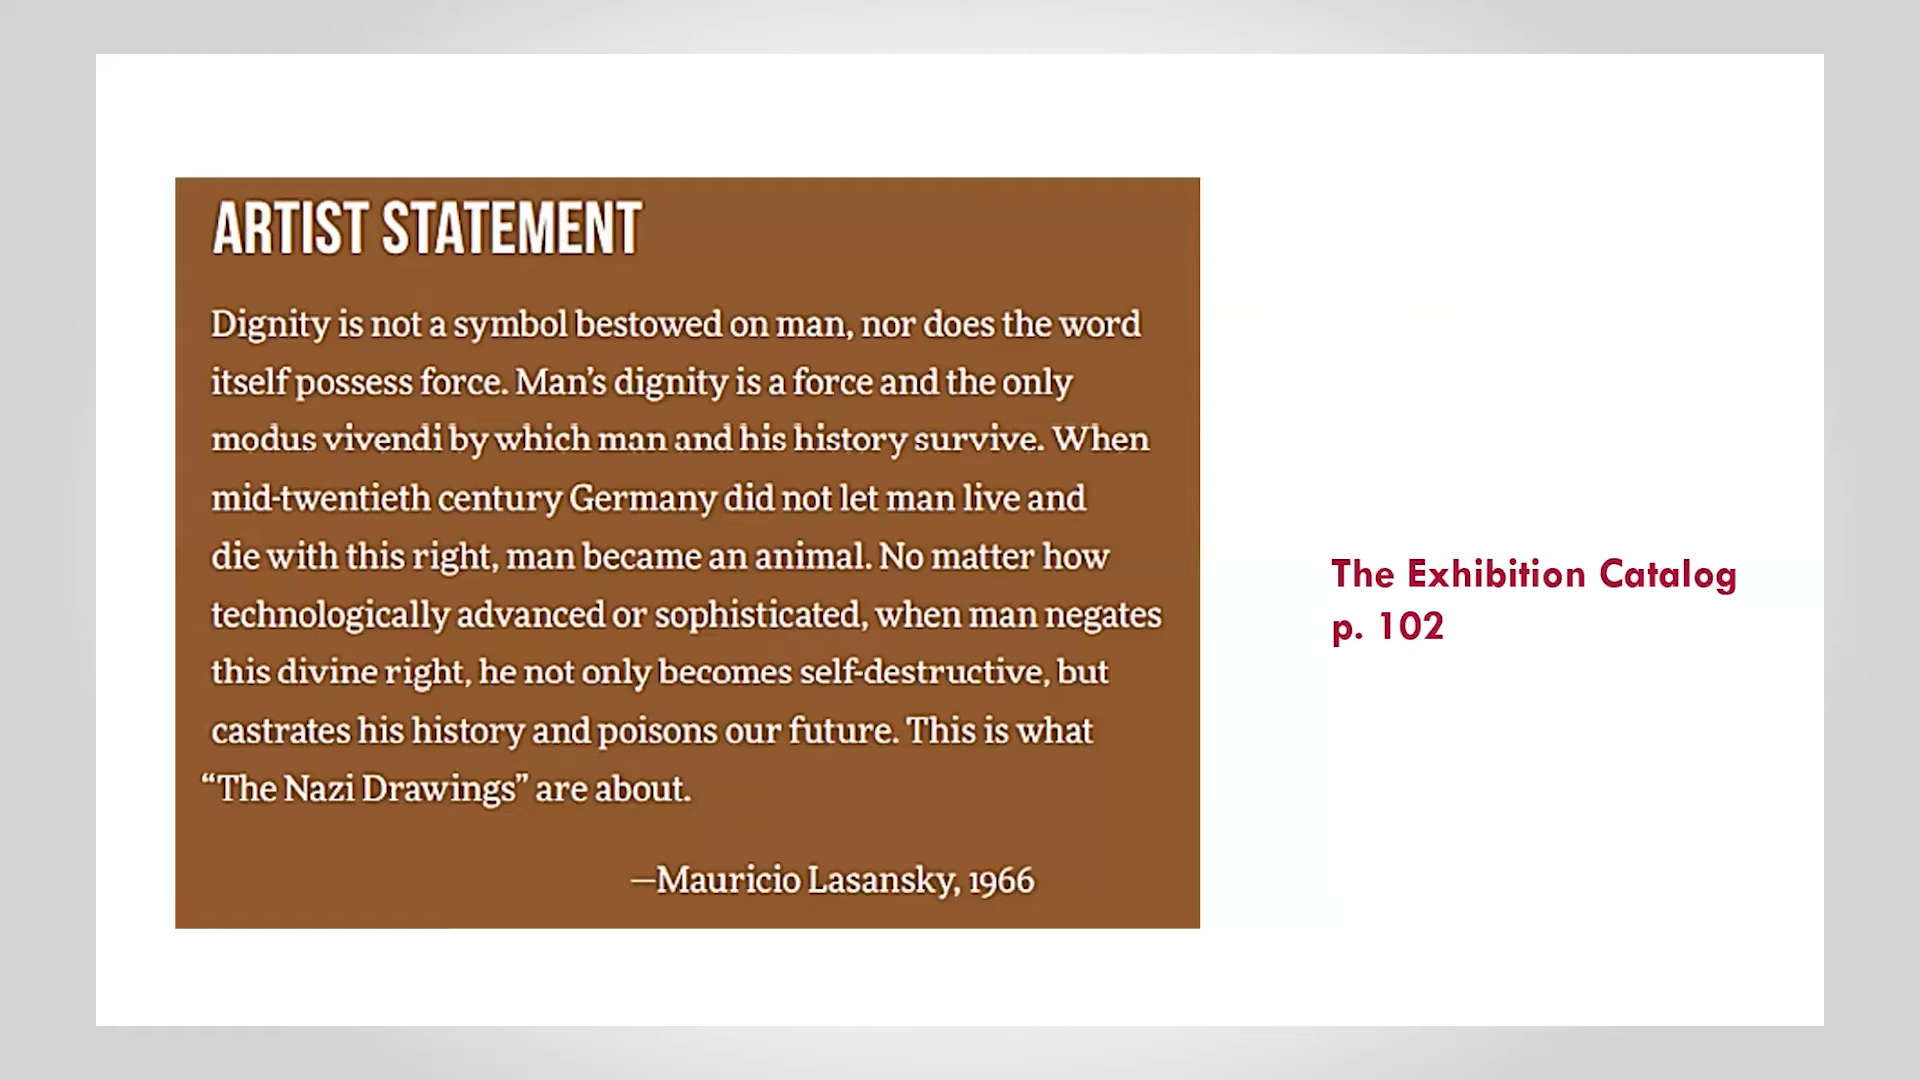 ARTIST STATEMENT
Dignity is not a symbol bestowed on man, nor does the word
itself possess force. Man’s dignity is a force and the only
modus vivendi by which man and his history survive. When
mid-twentieth century Germany did not let man live and
die with this right, man became an animal. No matter how
technologically advanced or sophisticated, when man negates
this divine right, he not only becomes self-destructive, but
castrates his history and poisons our future. This is what
“The Nazi Drawings” are about.
—Mauricio Lasansky, 1966
The Exhibition Catalog
p. 102